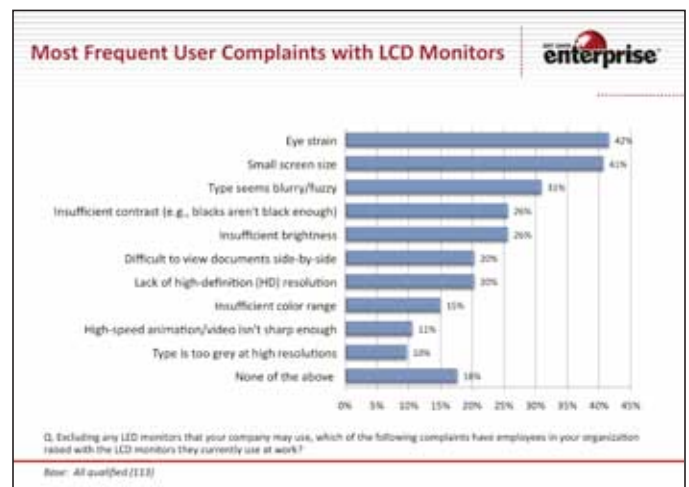 Most Frequent User Complaints with LCD Monitors
enterprise
Eye strain
42%
Small screen size
41%
Type seems blurry/fuzzy
31%
Insufficient contrast (e.g., blacks aren't black enough)
26%
Insufficient brightness
26%
Difficult to view documents side-by-side
20%
Lack of high-definition (HD) resolution
20%
Insufficient color range
15%
High-speed animation/video isn't sharp enough
11%
Type is too grey at high resolutions
10%
None of the above
18%
0% 5% 10% 15% 20% 25% 30% 35% 40% 45%
Q. Excluding any LED monitors that your company may use, which of the following complaints have employees in your organization
raised with the LCD monitors they currently use at work?
Base: All qualified (113)